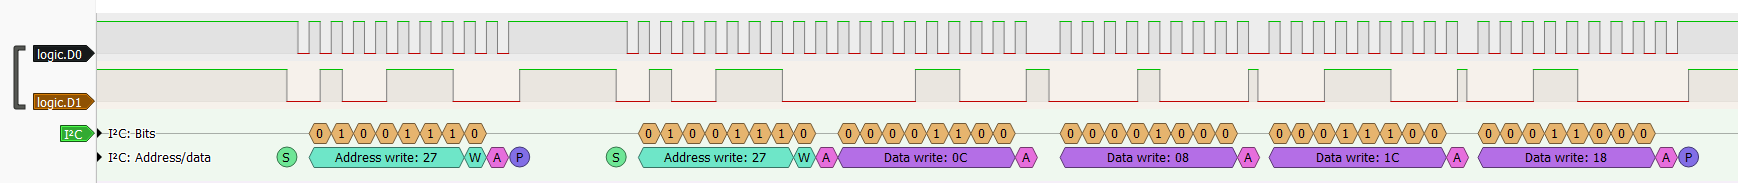 logic.D0
logic.D1
I²C I²C: Bits 0 1 0 0 1 1 1 0 0 1 0 0 1 1 1 0 0 0 0 0 1 1 0 0 0 0 0 0 1 0 0 0 0 0 0 1 1 1 0 0 0 0 0 1 1 0 0 0
I²C: Address/data S Address write: 27 W A P S Address write: 27 W A Data write: 0C A Data write: 08 A Data write: 1C A Data write: 18 A P